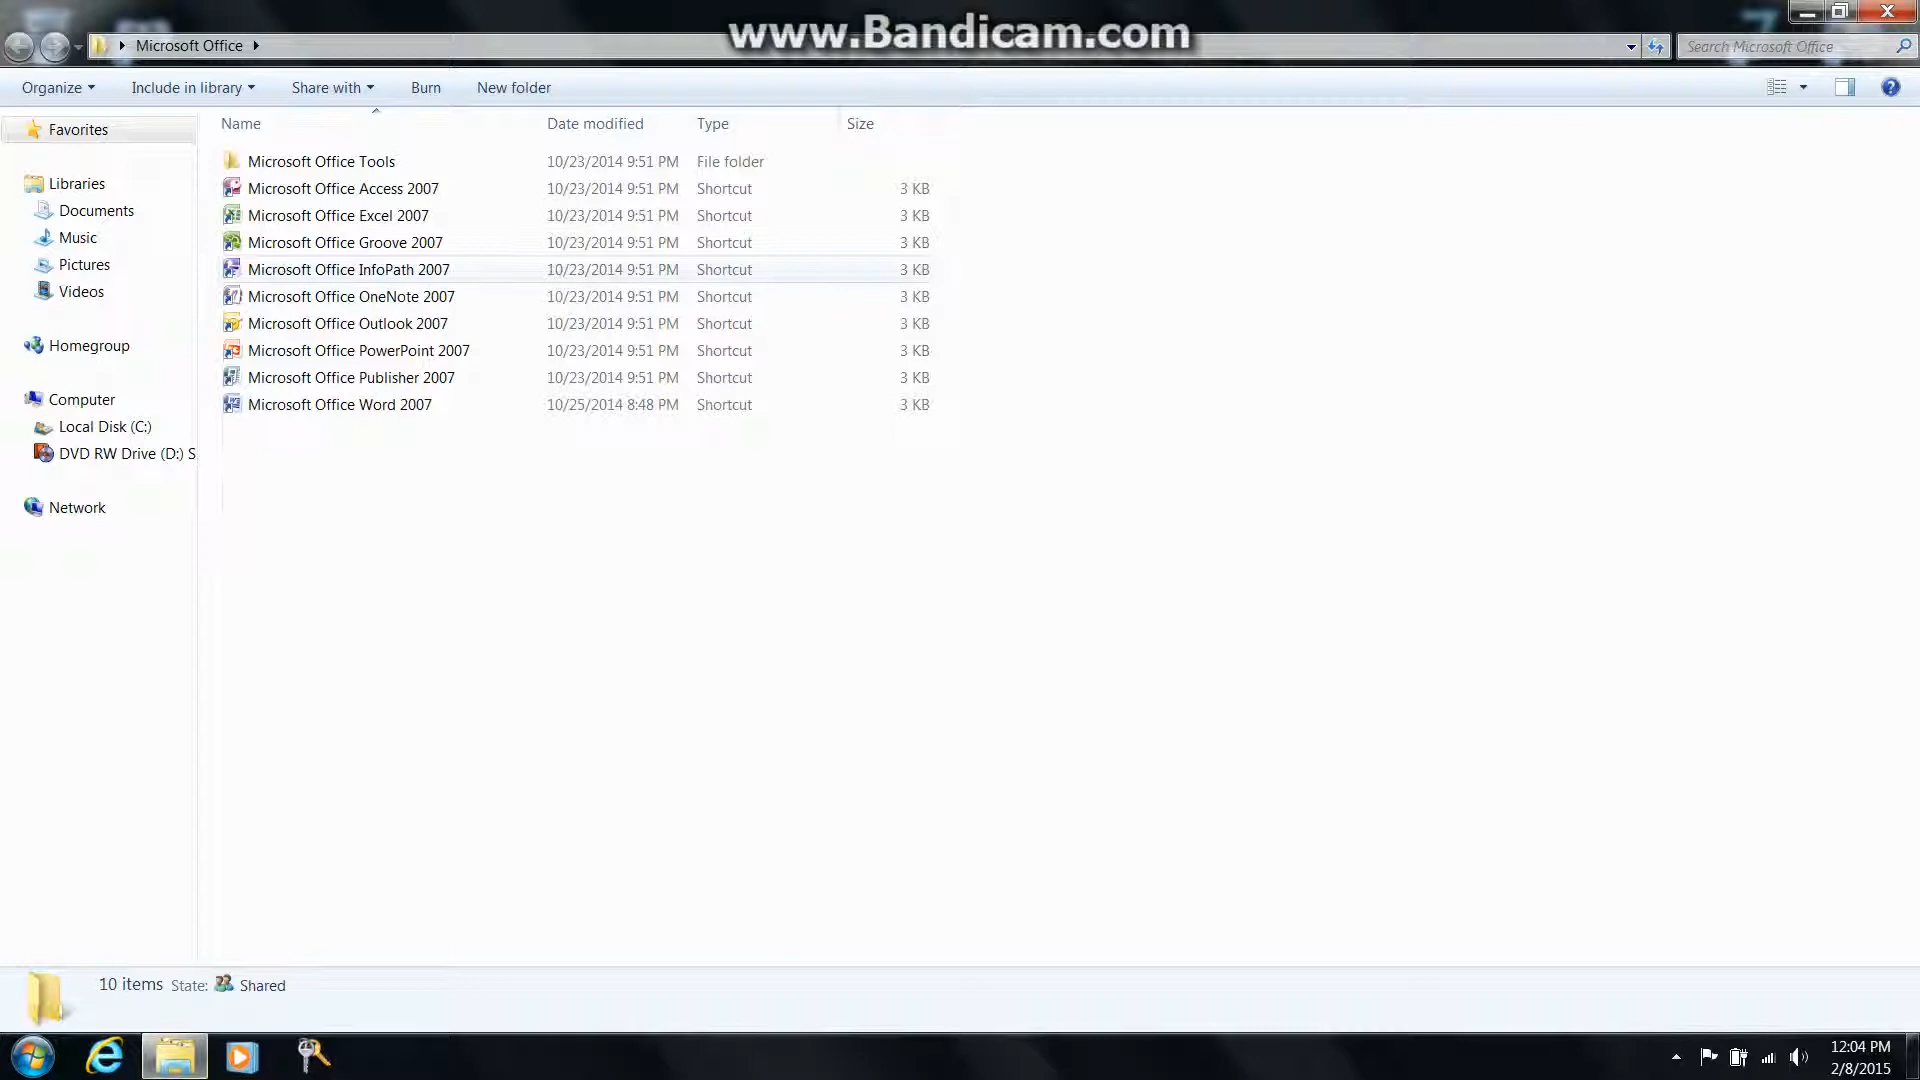 www.Bandicam.com
Microsoft Office
Search Microsoft Office
Organize Include in library Share with Burn New folder
Favorites
Libraries
Documents
Music
Pictures
Videos
Homegroup
Computer
Local Disk (C:)
DVD RW Drive (D:) S
Network
Name Date modified Type Size
Microsoft Office Tools 10/23/2014 9:51 PM File folder
Microsoft Office Access 2007 10/23/2014 9:51 PM Shortcut 3 KB
Microsoft Office Excel 2007 10/23/2014 9:51 PM Shortcut 3 KB
Microsoft Office Groove 2007 10/23/2014 9:51 PM Shortcut 3 KB
Microsoft Office InfoPath 2007 10/23/2014 9:51 PM Shortcut 3 KB
Microsoft Office OneNote 2007 10/23/2014 9:51 PM Shortcut 3 KB
Microsoft Office Outlook 2007 10/23/2014 9:51 PM Shortcut 3 KB
Microsoft Office PowerPoint 2007 10/23/2014 9:51 PM Shortcut 3 KB
Microsoft Office Publisher 2007 10/23/2014 9:51 PM Shortcut 3 KB
Microsoft Office Word 2007 10/25/2014 8:48 PM Shortcut 3 KB
10 items State: Shared
12:04 PM
2/8/2015